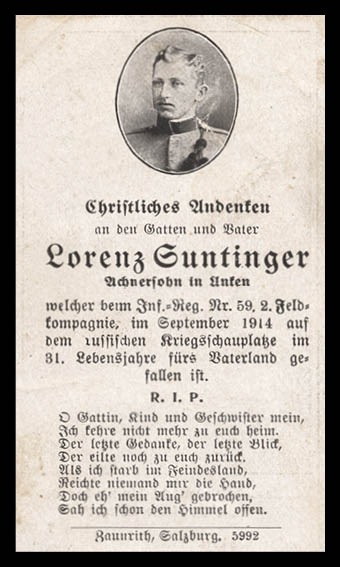 Christliches Andenken
an den Gatten und Vater
Lorenz Suntinger
Achnersohn in Unken
welcher beim Inf.-Reg. Nr. 59, 2. Feld-
kompagnie, im September 1914 auf
dem russischen Kriegsschauplatze im
31. Lebensjahre fürs Vaterland ge-
fallen ist.
R. I. P.
O Gattin, Kind und Geschwister mein,
Ich kehre nicht mehr zu euch heim.
Der letzte Gedanke, der letzte Blick,
Der eilte noch zu euch zurück.
Als ich starb im Feindesland,
Reichte niemand mir die Hand,
Doch eh' mein Aug' gebrochen,
Sah ich schon den Himmel offen.
Zaunrith, Salzburg. 5992